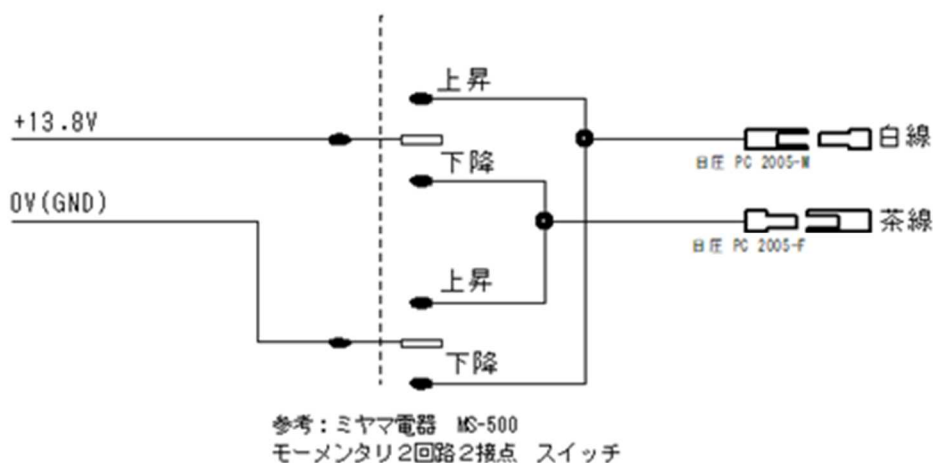 上昇
+13.8V
白線
日圧 PC 2005-M
下降
0V(GND)
茶線
日圧 PC 2005-F
上昇
下降
参考：ミヤマ電器 MS-500
モーメンタリ２回路２接点 スイッチ